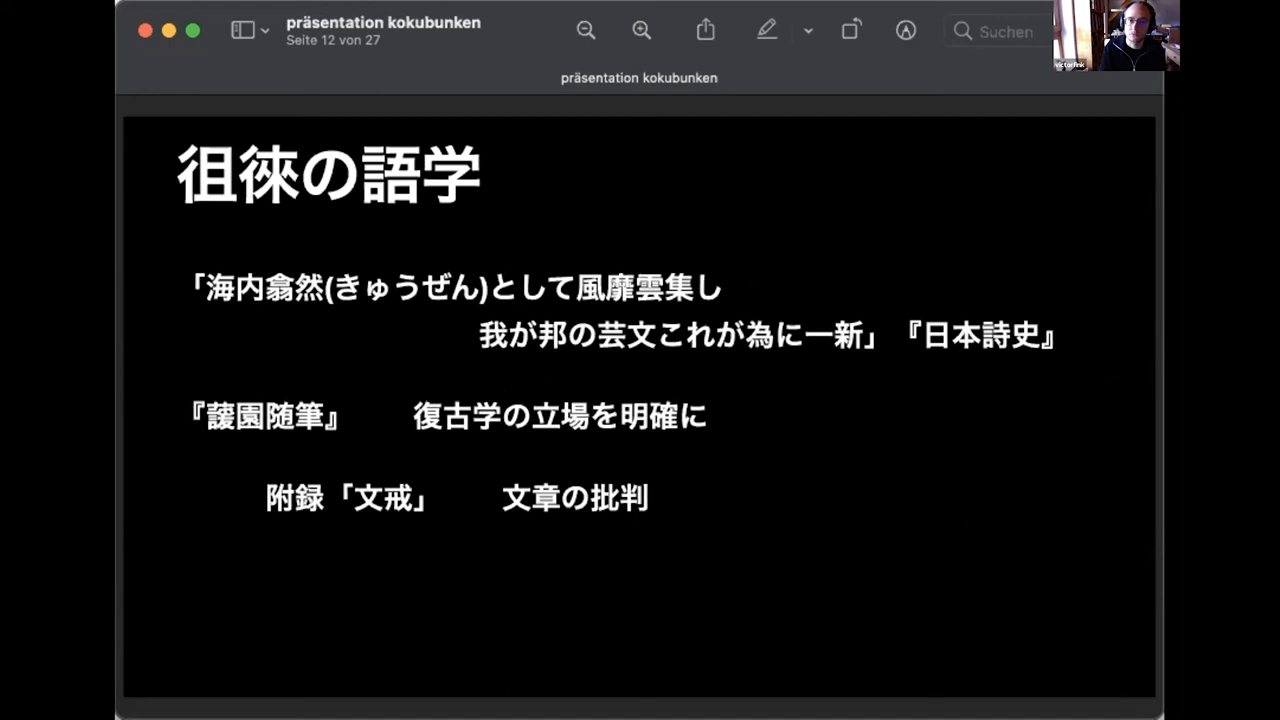 präsentation kokubunken
Seite 12 von 27
Suchen
victorfink
präsentation kokubunken
徂徠の語学
「海内翕然(きゅうぜん)として風靡雲集し
我が邦の芸文これが為に一新」『日本詩史』
『蘐園随筆』 復古学の立場を明確に
附録「文戒」 文章の批判